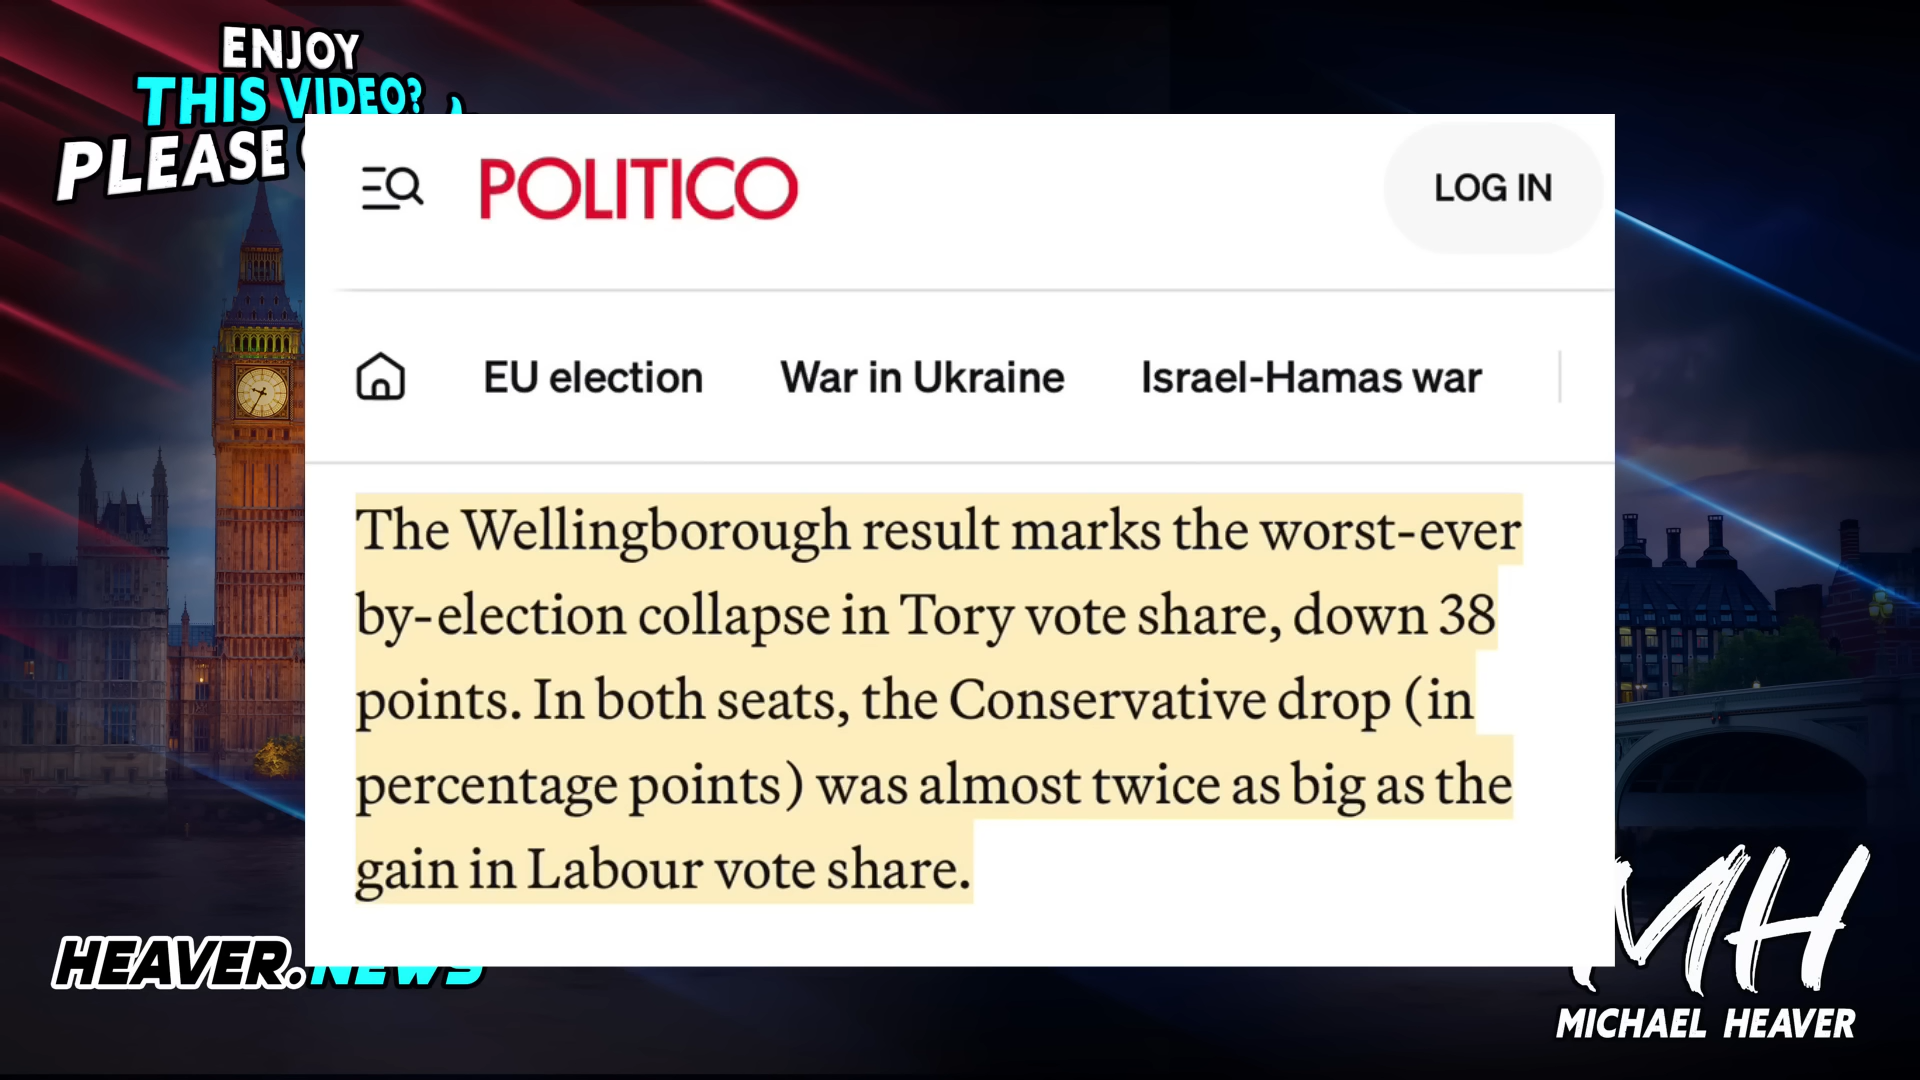 ENJOY
THIS VIDEO?
PLEASE
POLITICO
LOG IN
EU election
War in Ukraine
Israel-Hamas war
The Wellingborough result marks the worst-ever
by-election collapse in Tory vote share, down 38
points. In both seats, the Conservative drop (in
percentage points) was almost twice as big as the
gain in Labour vote share.
HEAVER.NEWS
MH
MICHAEL HEAVER